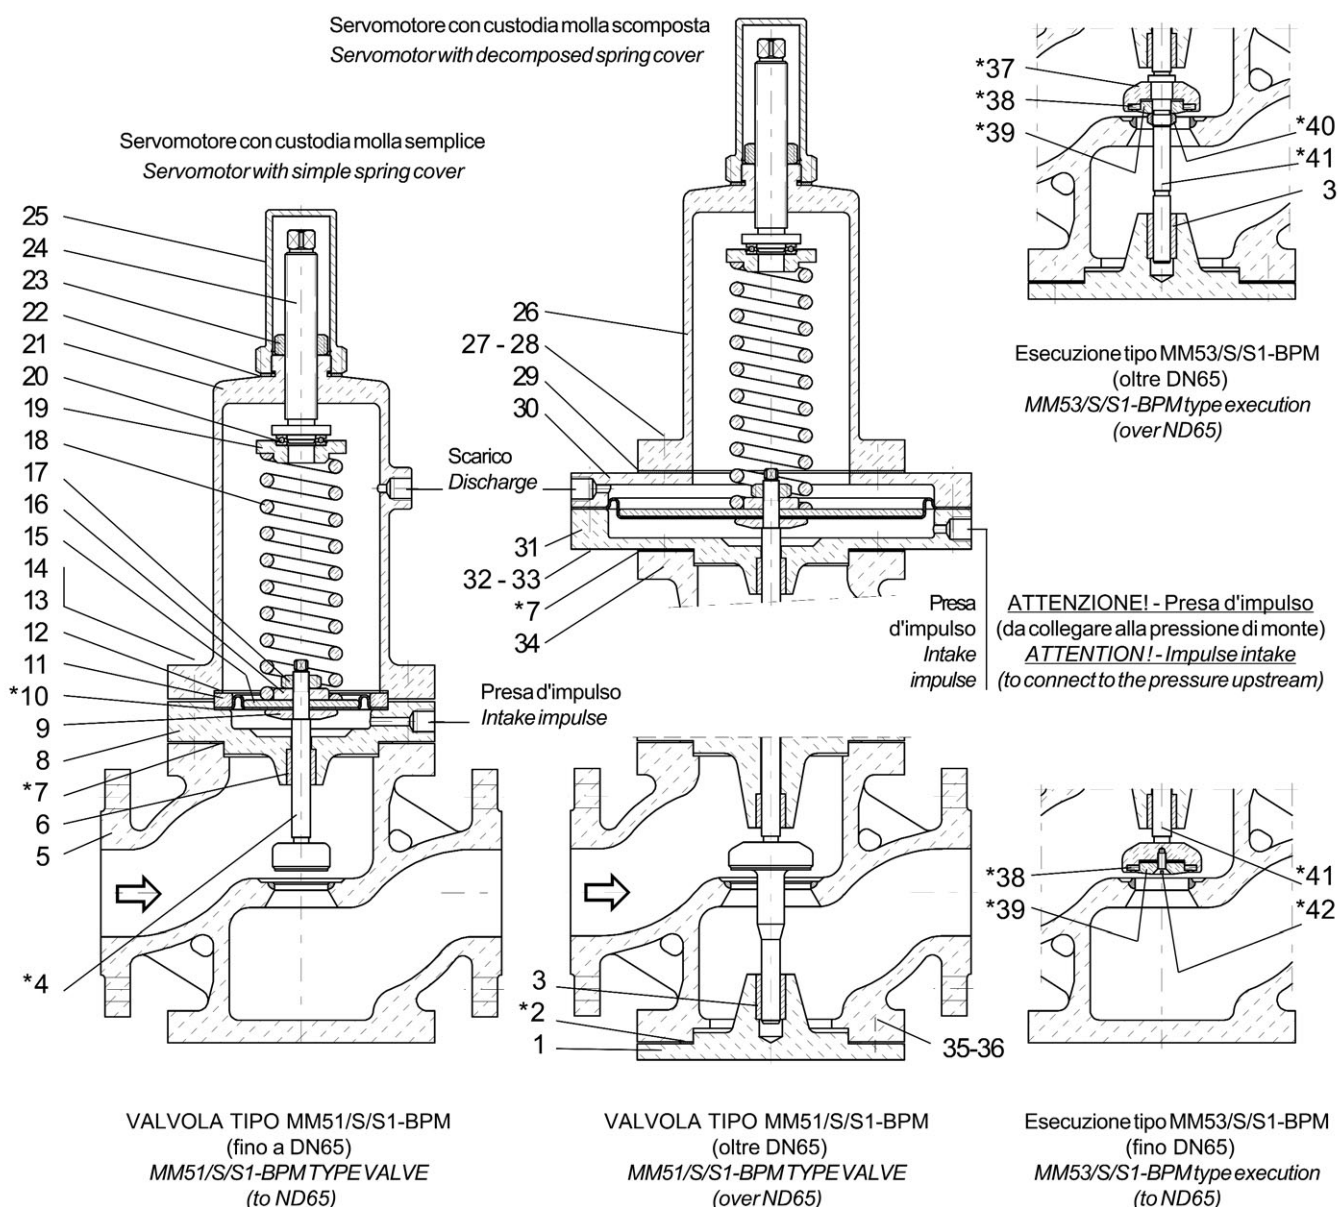 Servomotore con custodia molla scomposta
Servomotor with decomposed spring cover
Servomotore con custodia molla semplice
Servomotor with simple spring cover
25
24
23
22
21
20
19
18
17
16
15
14
13
12
11
*10
9
8
*7
6
5
*4
Scarico
Discharge
Presa d'impulso
Intake impulse
26
27 - 28
29
30
31
32 - 33
*7
34
Presa
d'impulso
Intake
impulse
ATTENZIONE! - Presa d'impulso
(da collegare alla pressione di monte)
ATTENTION! - Impulse intake
(to connect to the pressure upstream)
3
*2
1
35-36
*37
*38
*39
*40
*41
3
Esecuzione tipo MM53/S/S1-BPM
(oltre DN65)
MM53/S/S1-BPM type execution
(over ND65)
*38
*39
*41
*42
VALVOLA TIPO MM51/S/S1-BPM
(fino a DN65)
MM51/S/S1-BPM TYPE VALVE
(to ND65)
VALVOLA TIPO MM51/S/S1-BPM
(oltre DN65)
MM51/S/S1-BPM TYPE VALVE
(over ND65)
Esecuzione tipo MM53/S/S1-BPM
(fino DN65)
MM53/S/S1-BPM type execution
(to ND65)